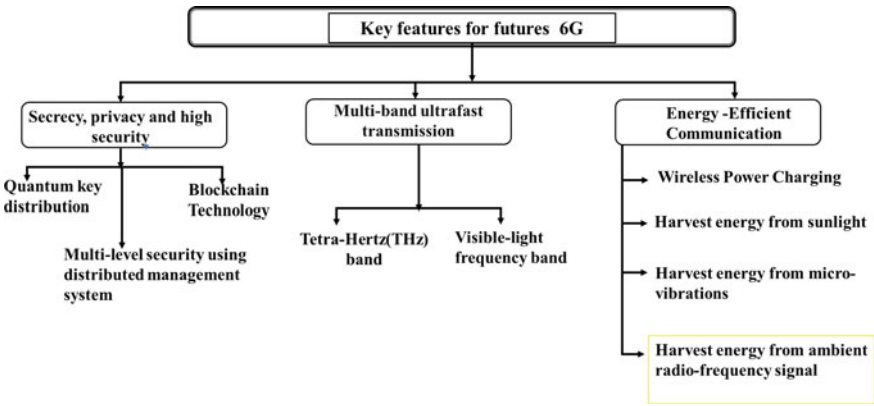 Key features for futures 6G
Secrecy, privacy and high
security
Multi-band ultrafast
transmission
Energy -Efficient
Communication
Quantum key
distribution
Blockchain
Technology
Multi-level security using
distributed management
system
Tetra-Hertz(THz)
band
Visible-light
frequency band
Wireless Power Charging
Harvest energy from sunlight
Harvest energy from micro-
vibrations
Harvest energy from ambient
radio-frequency signal